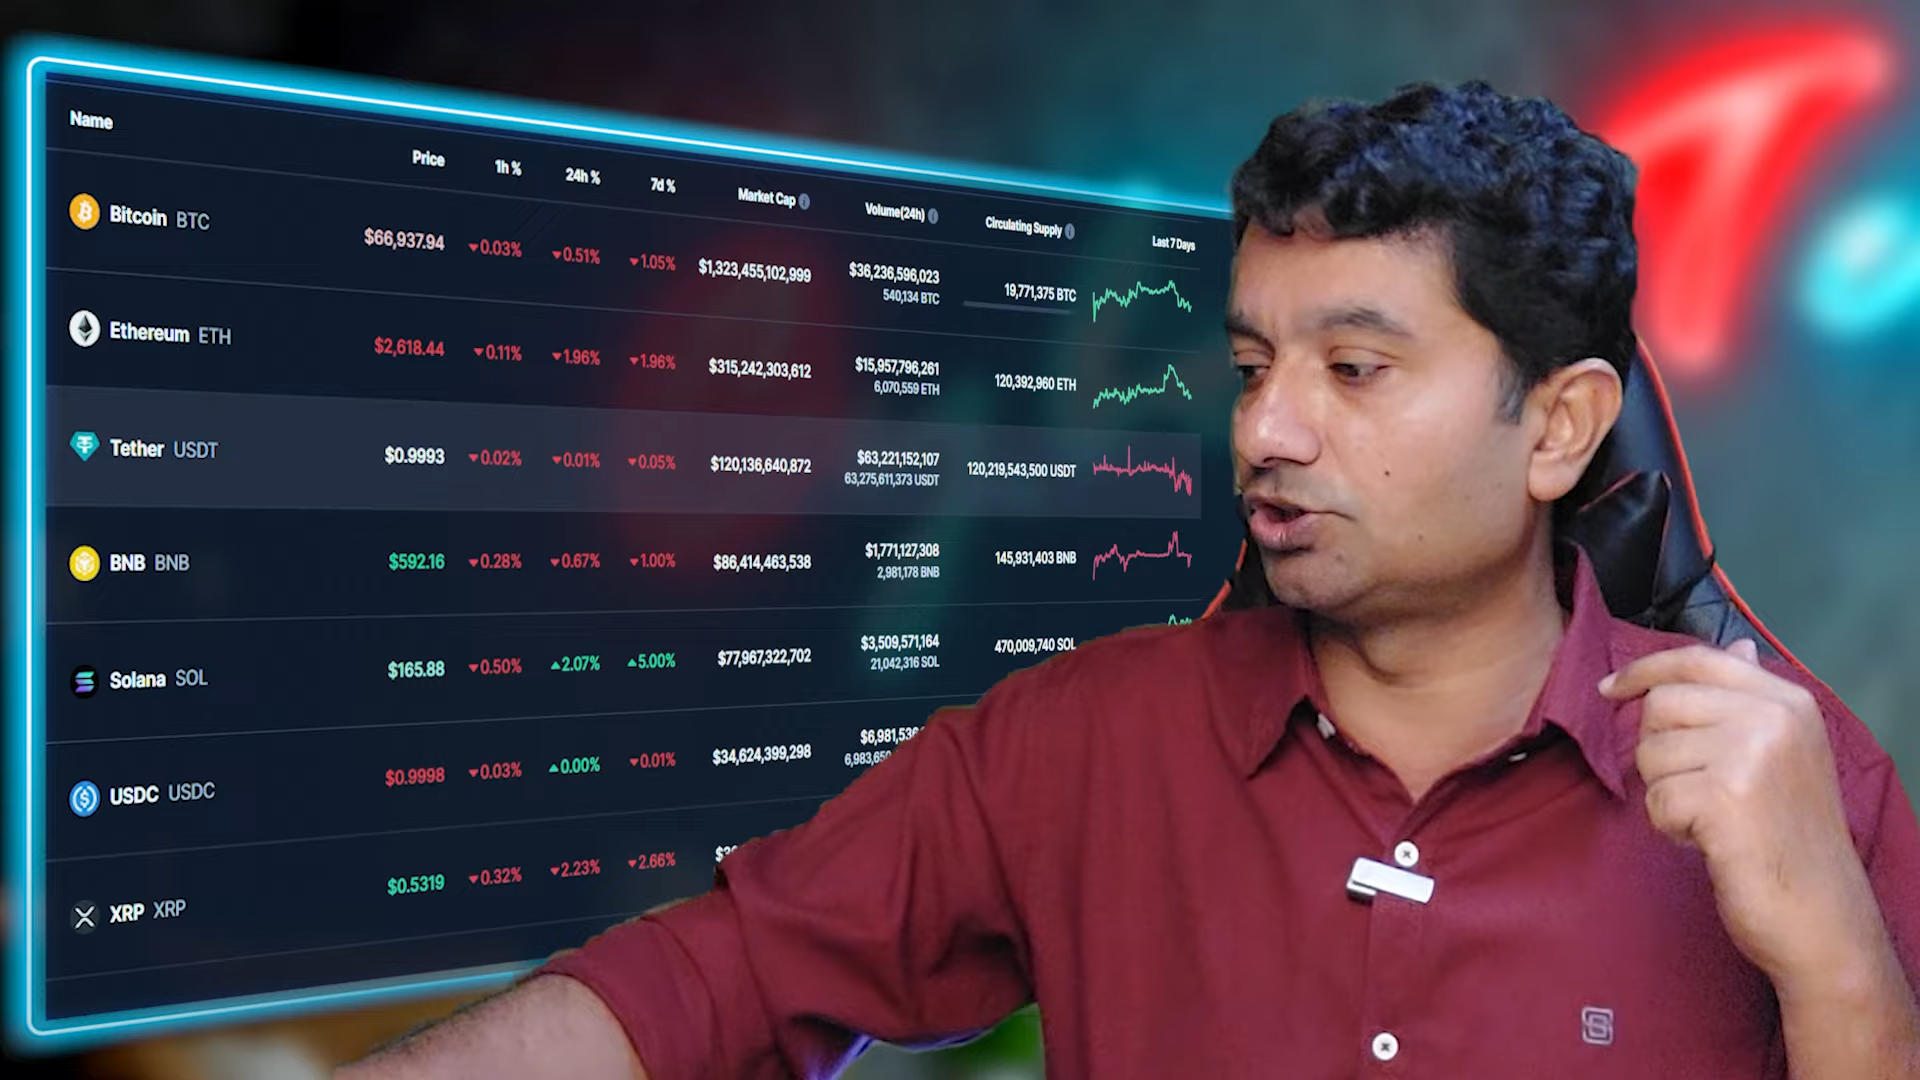 Name Price 1h % 24h % 7d % Market Cap Volume(24h) Circulating Supply Last 7 Days
Bitcoin BTC $66,937.94 ▼0.03% ▼0.51% ▼1.05% $1,323,455,102,999 $36,236,596,023 19,771,375 BTC
540,134 BTC
Ethereum ETH $2,618.44 ▼0.11% ▼1.96% ▼1.96% $315,242,303,612 $15,957,796,261 120,392,960 ETH
6,070,559 ETH
Tether USDT $0.9993 ▼0.02% ▼0.01% ▼0.05% $120,136,640,872 $63,221,152,107 120,219,543,500 USDT
63,275,611,373 USDT
BNB BNB $592.16 ▼0.28% ▼0.67% ▼1.00% $86,414,463,538 $1,771,127,308 145,931,403 BNB
2,981,178 BNB
Solana SOL $165.88 ▼0.50% ▲2.07% ▲5.00% $77,967,322,702 $3,509,571,164 470,009,740 SOL
21,042,316 SOL
USDC USDC $0.9998 ▼0.03% ▲0.00% ▼0.01% $34,624,399,298
XRP XRP $0.5319 ▼0.32% ▼2.23% ▼2.66%